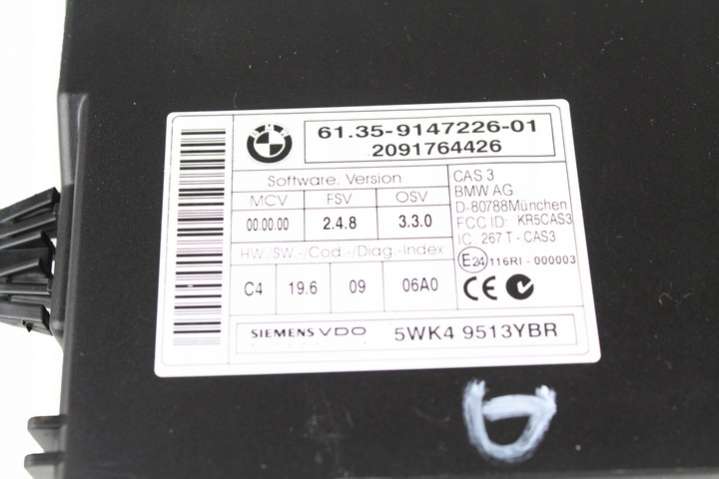 BMW
61.35-9147226-01
2091764426
Software. Version
MCV FSV OSV
00.00.00 2.4.8 3.3.0
HW./SW.-/Cod.-/Diag.-Index
C4 19.6 09 06A0
CAS 3
BMW AG
D-80788München
FCC ID: KR5CAS3
IC 267T-CAS3
E24 116RI-000003
CE
SIEMENS VDO 5WK4 9513YBR